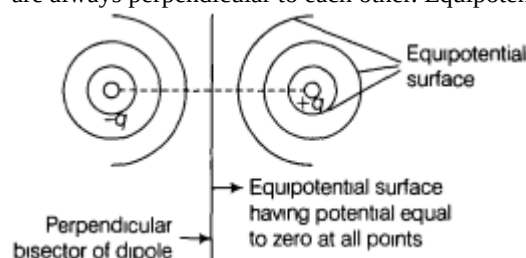 are always perpendicular to each other. Equipoten
Equipotential
surface
−q
+q
Equipotential surface
having potential equal
to zero at all points
Perpendicular
bisector of dipole